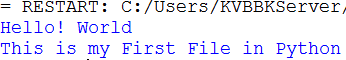 = RESTART: C:/Users/KVBBKServer/
Hello! World
This is my First File in Python